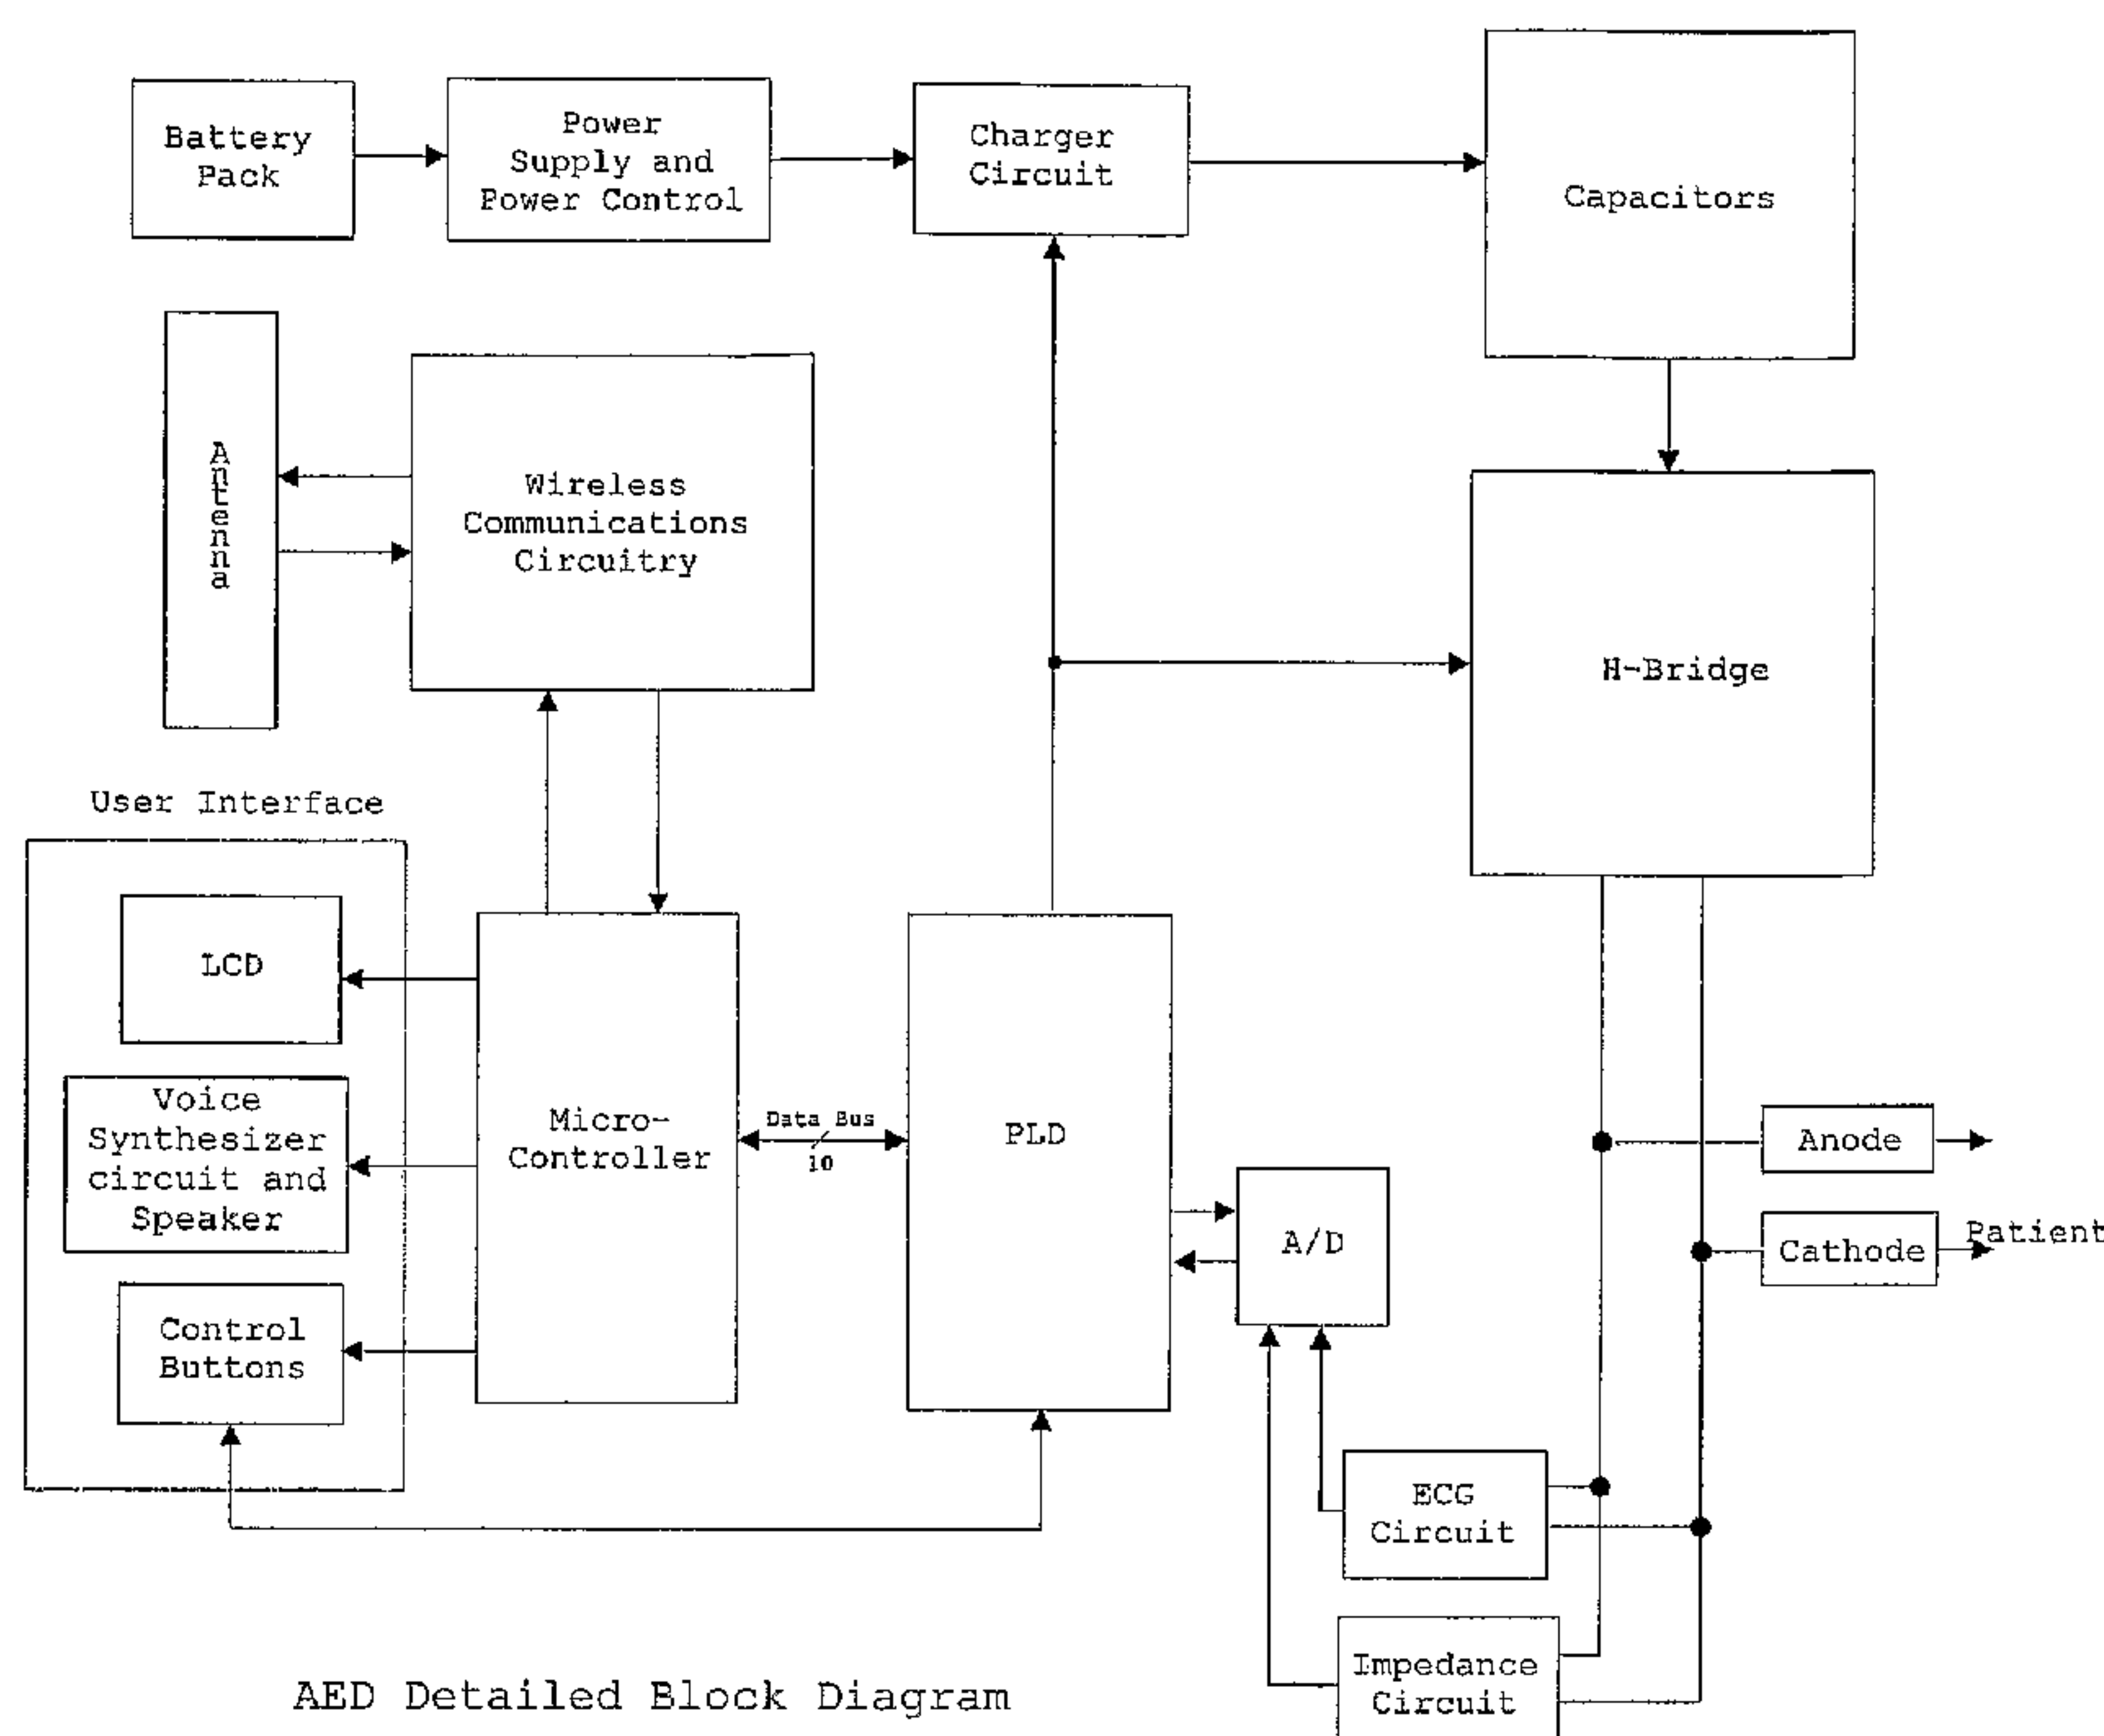 Battery
Pack
Power
Supply and
Power Control
Charger
Circuit
Capacitors
Antenna
Wireless
Communications
Circuitry
H-Bridge
User Interface
LCD
Voice
Synthesizer
circuit and
Speaker
Control
Buttons
Micro-
Controller
Data Bus
10
PLD
A/D
Anode
Cathode
Patient
ECG
Circuit
Impedance
Circuit
AED Detailed Block Diagram